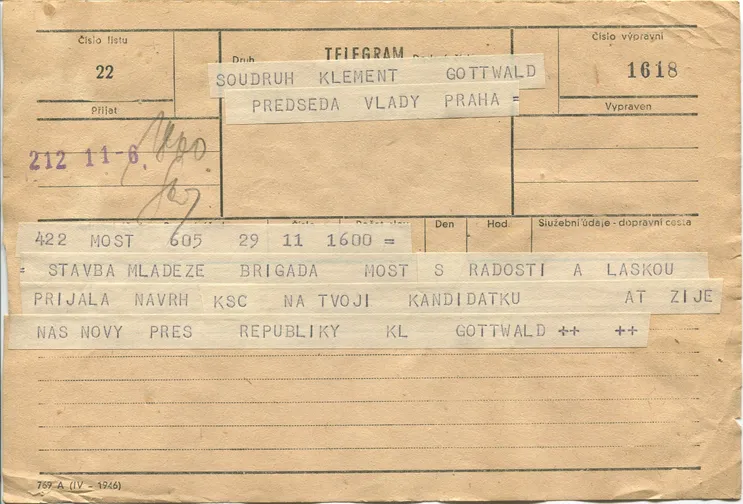 Číslo listu
22
Druh
TELEGRAM
Číslo výpravní
1618
SOUDRUH KLEMENT GOTTWALD
PREDSEDA VLADY PRAHA =
Přijat
Vypraven
212 11-6.
Den Hod. Služební údaje - dopravní cesta
422 MOST 605 29 11 1600 =
= STAVBA MLADEZE BRIGADA MOST S RADOSTI A LASKOU
PRIJALA NAVRH KSC NA TVOJI KANDIDATKU AT ZIJE
NAS NOVY PRES REPUBLIKY KL GOTTWALD ++ ++
769 A (IV - 1946)